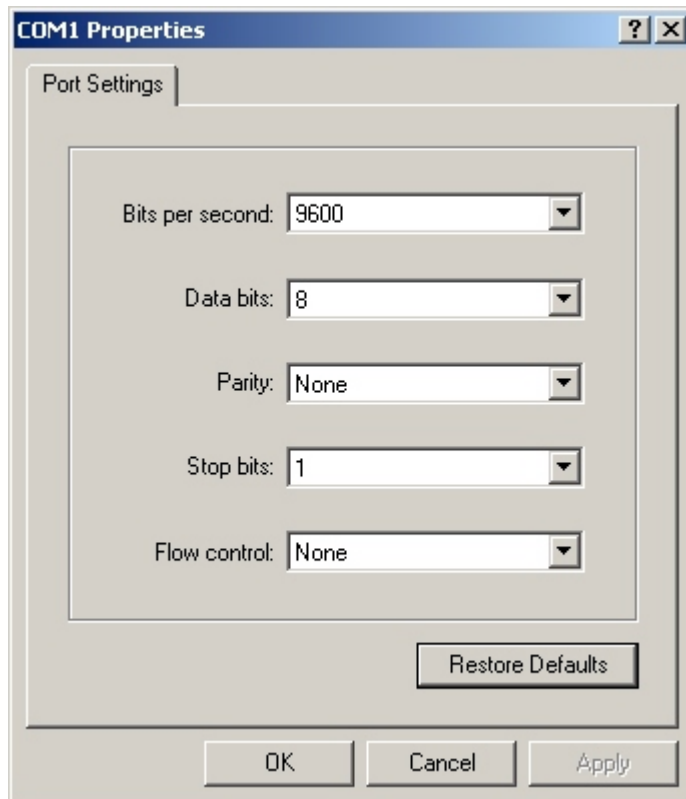 COM1 Properties
Port Settings
Bits per second: 9600
Data bits: 8
Parity: None
Stop bits: 1
Flow control: None
Restore Defaults
OK Cancel Apply